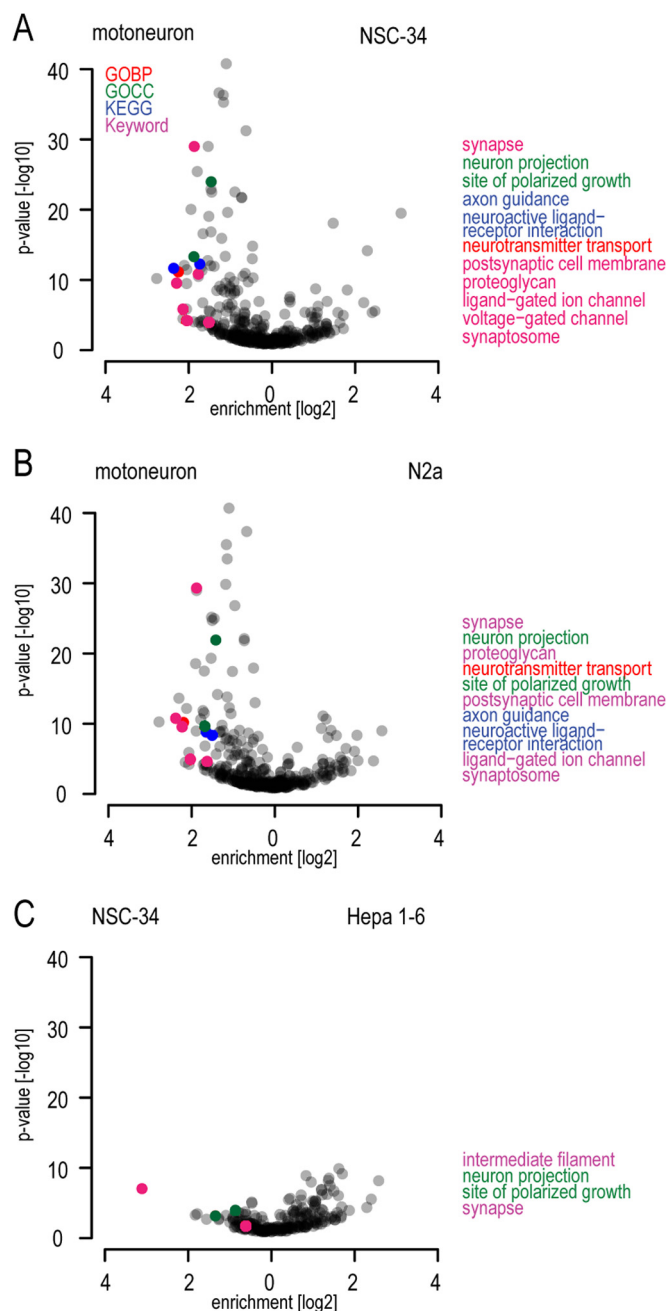 A
motoneuron NSC-34
GOBP
GOCC
KEGG
Keyword
40
30
20
10
0
p-value [-log10]
4 2 0 2 4
enrichment [log2]
synapse
neuron projection
site of polarized growth
axon guidance
neuroactive ligand-
receptor interaction
neurotransmitter transport
postsynaptic cell membrane
proteoglycan
ligand-gated ion channel
voltage-gated channel
synaptosome
B
motoneuron N2a
40
30
20
10
0
p-value [-log10]
4 2 0 2 4
enrichment [log2]
synapse
neuron projection
proteoglycan
neurotransmitter transport
site of polarized growth
postsynaptic cell membrane
axon guidance
neuroactive ligand-
receptor interaction
ligand-gated ion channel
synaptosome
C
NSC-34 Hepa 1-6
40
30
20
10
0
p-value [-log10]
4 2 0 2 4
enrichment [log2]
intermediate filament
neuron projection
site of polarized growth
synapse